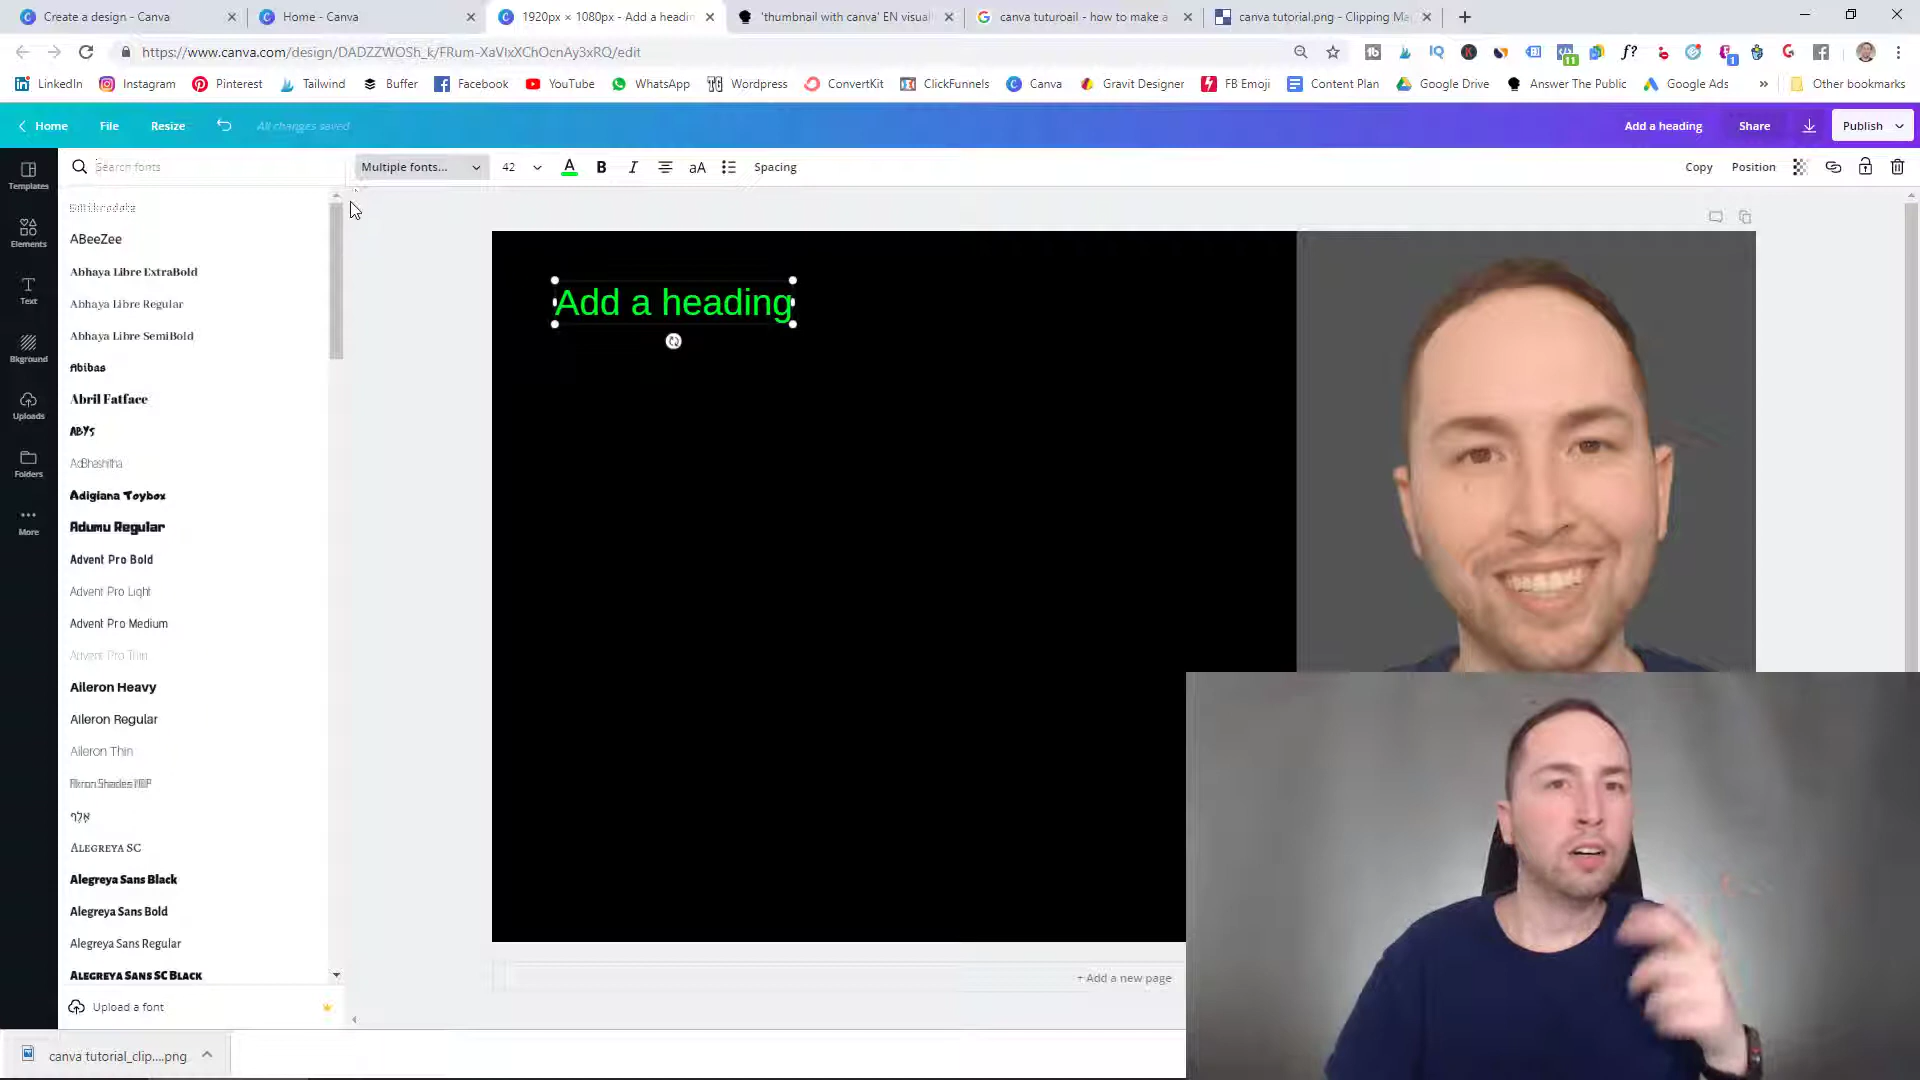 Create a design - Canva
Home - Canva
1920px × 1080px - Add a headin
'thumbnail with canva' EN visual
canva tuturoail - how to make a
canva tutorial.png - Clipping Ma
https://www.canva.com/design/DADZZWOSh_k/FRum-XaVIxXChOcnAy3xRQ/edit
LinkedIn
Instagram
Pinterest
Tailwind
Buffer
Facebook
YouTube
WhatsApp
Wordpress
ConvertKit
ClickFunnels
Canva
Gravit Designer
FB Emoji
Content Plan
Google Drive
Answer The Public
Google Ads
»
Other bookmarks
Home
File
Resize
All changes saved
Add a heading
Share
Publish
Search fonts
Multiple fonts...
42
A
B
I
aA
Spacing
Copy
Position
Templates
Elements
Text
Bkground
Uploads
Folders
More
ABeeZee
Abhaya Libre ExtraBold
Abhaya Libre Regular
Abhaya Libre SemiBold
Abibas
Abril Fatface
ABYS
AdBhashitha
Adigiana Toybox
Adumu Regular
Advent Pro Bold
Advent Pro Light
Advent Pro Medium
Advent Pro Thin
Aileron Heavy
Aileron Regular
Aileron Thin
אָלֶף
ALEGREYA SC
Alegreya Sans Black
Alegreya Sans Bold
Alegreya Sans Regular
ALEGREYA SANS SC BLACK
Upload a font
Add a heading
+ Add a new page
canva tutorial_clip....png